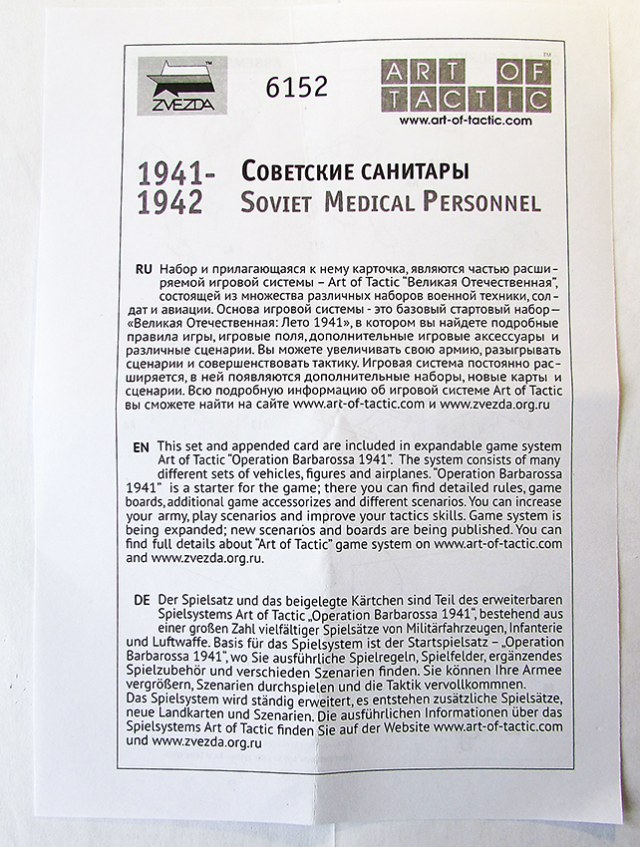 ZVEZDA™
6152
ART OF™
TACTIC
www.art-of-tactic.com
1941-
1942
Советские санитары
Soviet Medical Personnel
RU Набор и прилагающаяся к нему карточка, являются частью расши-
ряемой игровой системы – Art of Tactic "Великая Отечественная",
состоящей из множества различных наборов военной техники, сол-
дат и авиации. Основа игровой системы - это базовый стартовый набор –
«Великая Отечественная: Лето 1941», в котором вы найдете подробные
правила игры, игровые поля, дополнительные игровые аксессуары и
различные сценарии. Вы можете увеличивать свою армию, разыгрывать
сценарии и совершенствовать тактику. Игровая система постоянно рас-
ширяется, в ней появляются дополнительные наборы, новые карты и
сценарии. Всю подробную информацию об игровой системе Art of Tactic
вы сможете найти на сайте www.art-of-tactic.com и www.zvezda.org.ru
EN This set and appended card are included in expandable game system
Art of Tactic "Operation Barbarossa 1941". The system consists of many
different sets of vehicles, figures and airplanes. "Operation Barbarossa
1941" is a starter for the game; there you can find detailed rules, game
boards, additional game accessorizes and different scenarios. You can increase
your army, play scenarios and improve your tactics skills. Game system is
being expanded; new scenarios and boards are being published. You can
find full details about "Art of Tactic" game system on www.art-of-tactic.com
and www.zvezda.org.ru.
DE Der Spielsatz und das beigelegte Kärtchen sind Teil des erweiterbaren
Spielsystems Art of Tactic „Operation Barbarossa 1941", bestehend aus
einer großen Zahl vielfältiger Spielsätze von Militärfahrzeugen, Infanterie
und Luftwaffe. Basis für das Spielsystem ist der Startspielsatz – „Operation
Barbarossa 1941", wo Sie ausführliche Spielregeln, Spielfelder, ergänzendes
Spielzubehör und verschieden Szenarien finden. Sie können Ihre Armee
vergrößern, Szenarien durchspielen und die Taktik vervollkommnen.
Das Spielsystem wird ständig erweitert, es entstehen zusätzliche Spielsätze,
neue Landkarten und Szenarien. Die ausführlichen Informationen über das
Spielsystems Art of Tactic finden Sie auf der Website www.art-of-tactic.com
und www.zvezda.org.ru